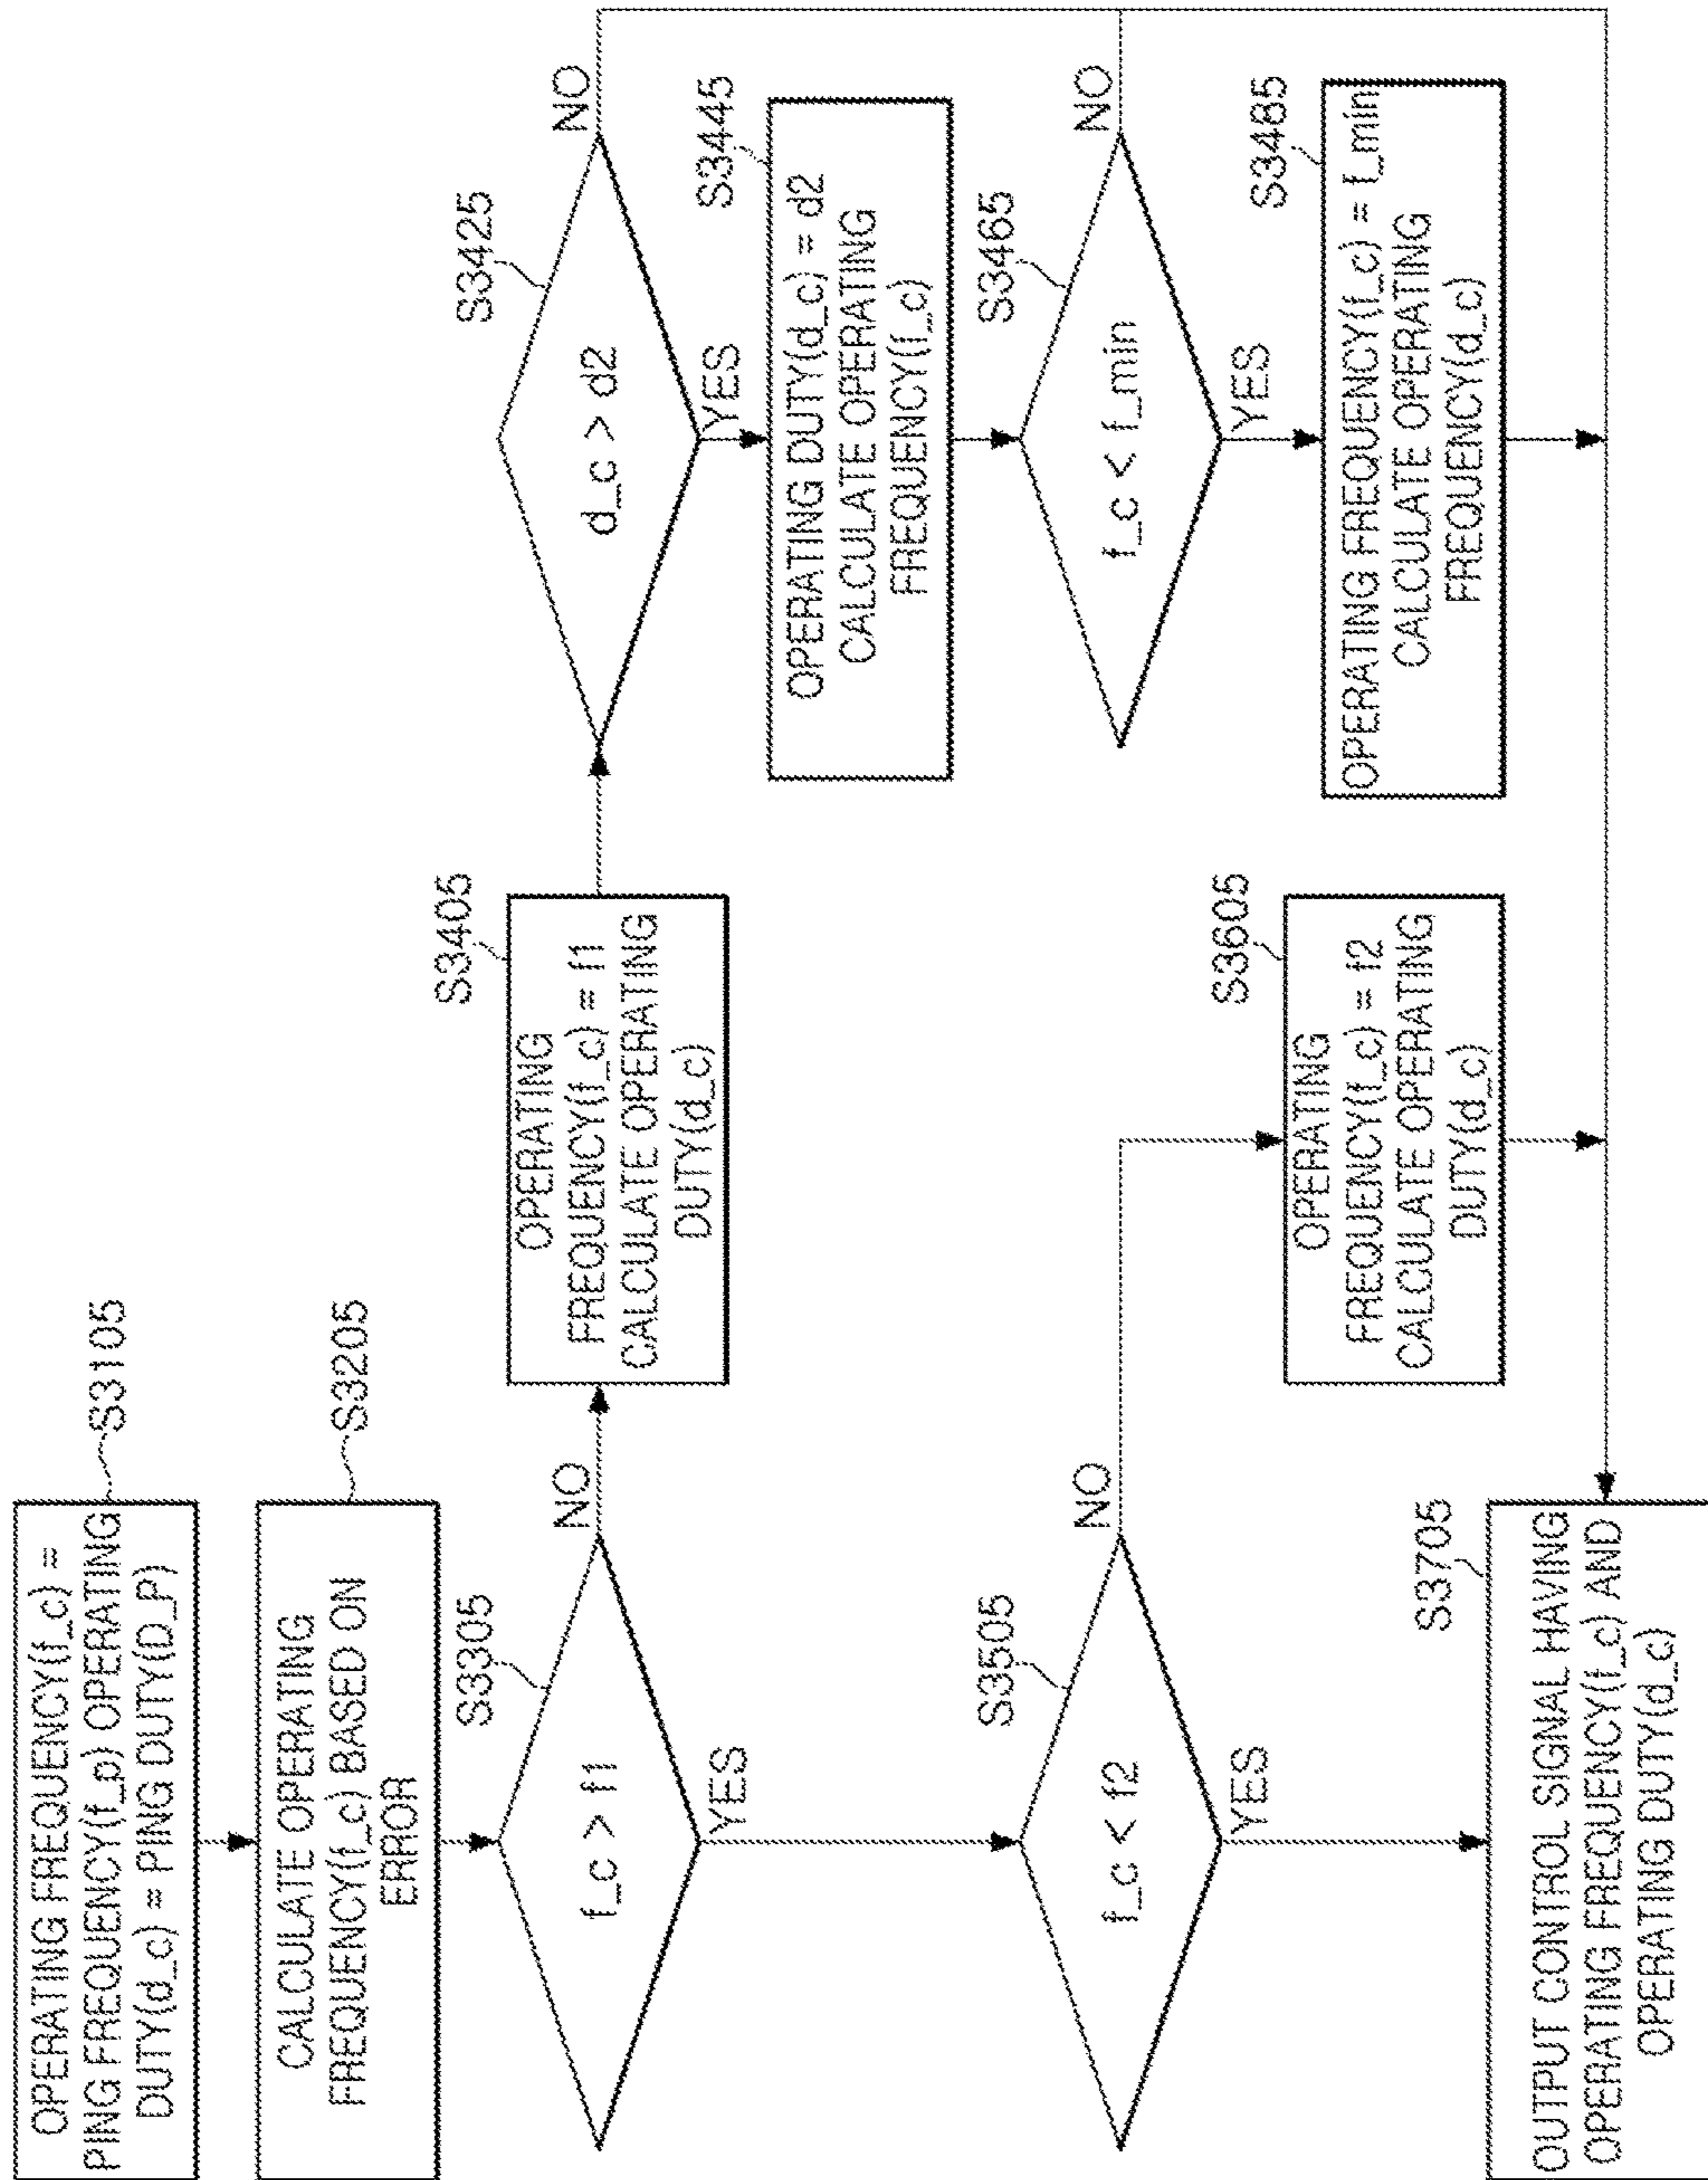 OPERATING FREQUENCY(f_c) =
PING FREQUENCY(f_p) OPERATING
DUTY(d_c) = PING DUTY(D_P)
S3105
CALCULATE OPERATING
FREQUENCY(f_c) BASED ON
ERROR
S3205
f_c > f1
S3305
NO
YES
OPERATING
FREQUENCY(f_c) = f1
CALCULATE OPERATING
DUTY(d_c)
S3405
d_c > d2
S3425
NO
YES
OPERATING DUTY(d_c) = d2
CALCULATE OPERATING
FREQUENCY(f_c)
S3445
f_c < f_min
S3465
NO
YES
OPERATING FREQUENCY(f_c) = f_min
CALCULATE OPERATING
FREQUENCY(d_c)
S3485
f_c < f2
S3505
NO
YES
OPERATING
FREQUENCY(f_c) = f2
CALCULATE OPERATING
DUTY(d_c)
S3605
OUTPUT CONTROL SIGNAL HAVING
OPERATING FREQUENCY(f_c) AND
OPERATING DUTY(d_c)
S3705